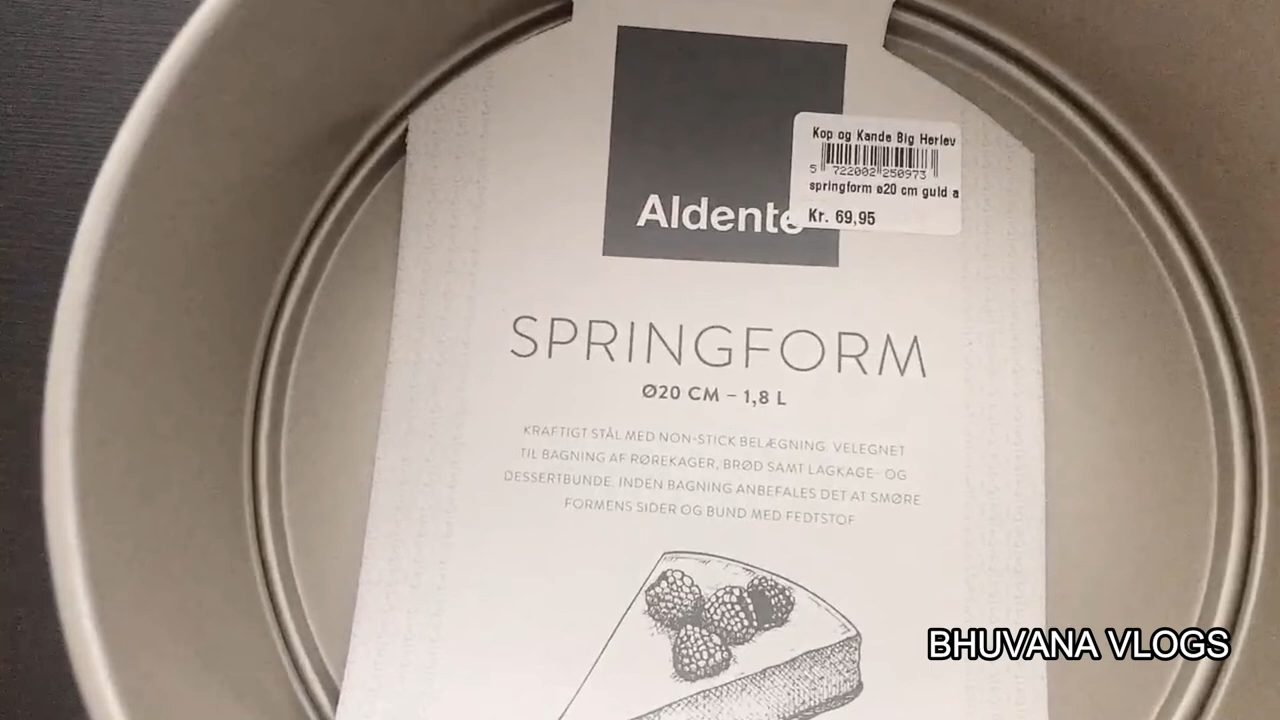 Kop og Kande Big Herlev
5 722002 250973
springform ø20 cm guld a
Kr. 69,95
Aldente
SPRINGFORM
Ø20 CM – 1,8 L
KRAFTIGT STÅL MED NON-STICK BELÆGNING. VELEGNET
TIL BAGNING AF RØREKAGER, BRØD SAMT LAGKAGE- OG
DESSERTBUNDE. INDEN BAGNING ANBEFALES DET AT SMØRE
FORMENS SIDER OG BUND MED FEDTSTOF
BHUVANA VLOGS